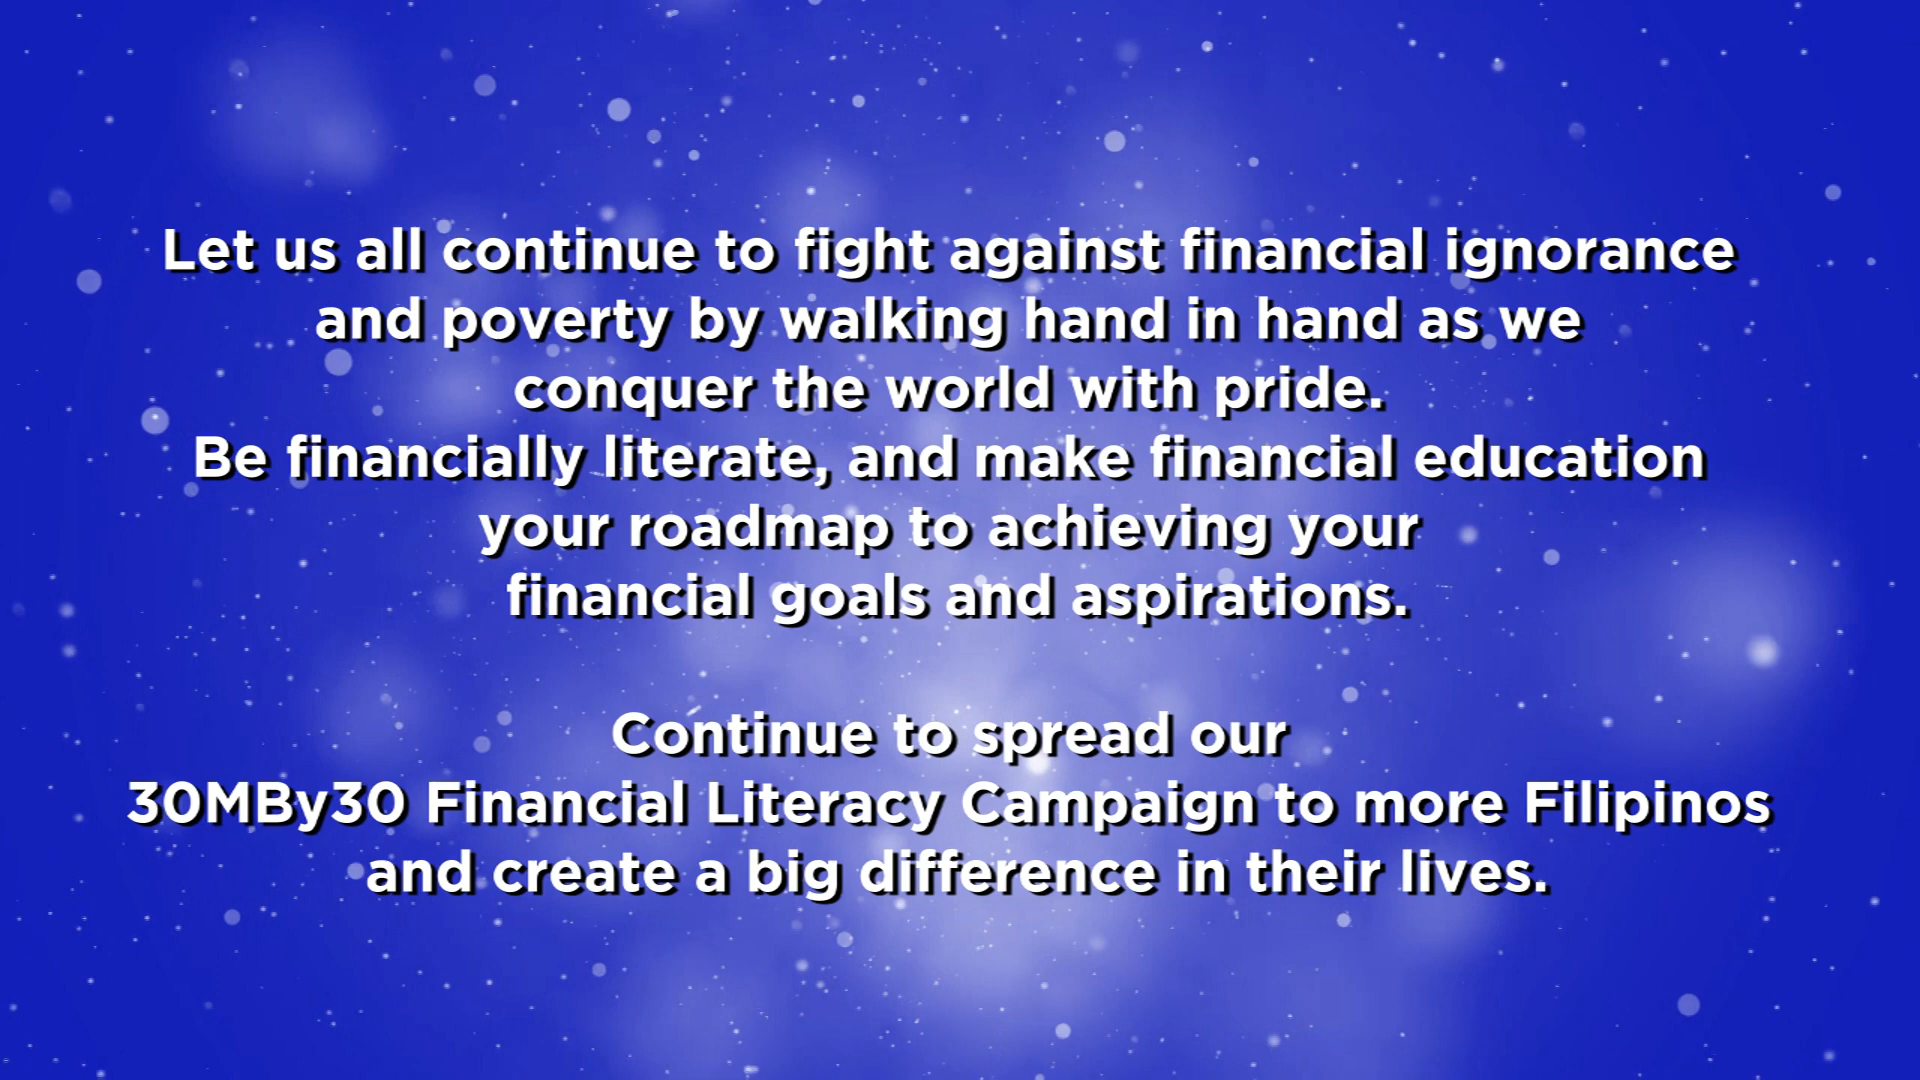 Let us all continue to fight against financial ignorance
and poverty by walking hand in hand as we
conquer the world with pride.
Be financially literate, and make financial education
your roadmap to achieving your
financial goals and aspirations.
Continue to spread our
30MBy30 Financial Literacy Campaign to more Filipinos
and create a big difference in their lives.